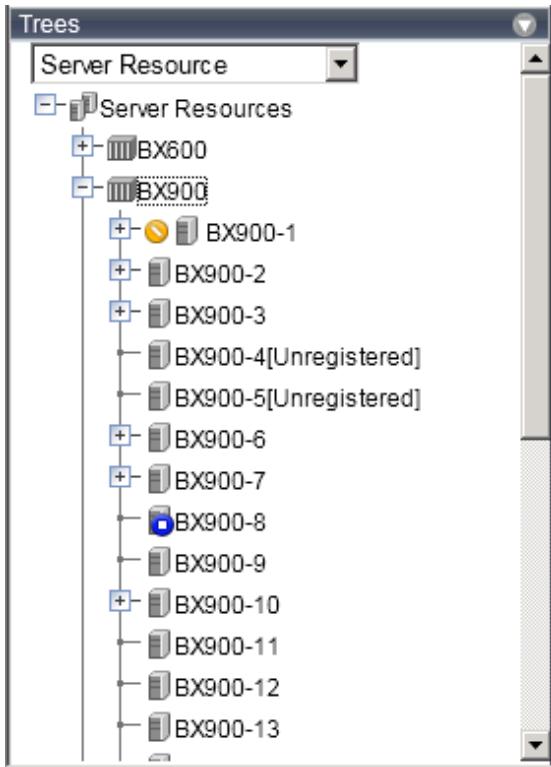 Trees
Server Resource
Server Resources
BX600
BX900
BX900-1
BX900-2
BX900-3
BX900-4[Unregistered]
BX900-5[Unregistered]
BX900-6
BX900-7
BX900-8
BX900-9
BX900-10
BX900-11
BX900-12
BX900-13